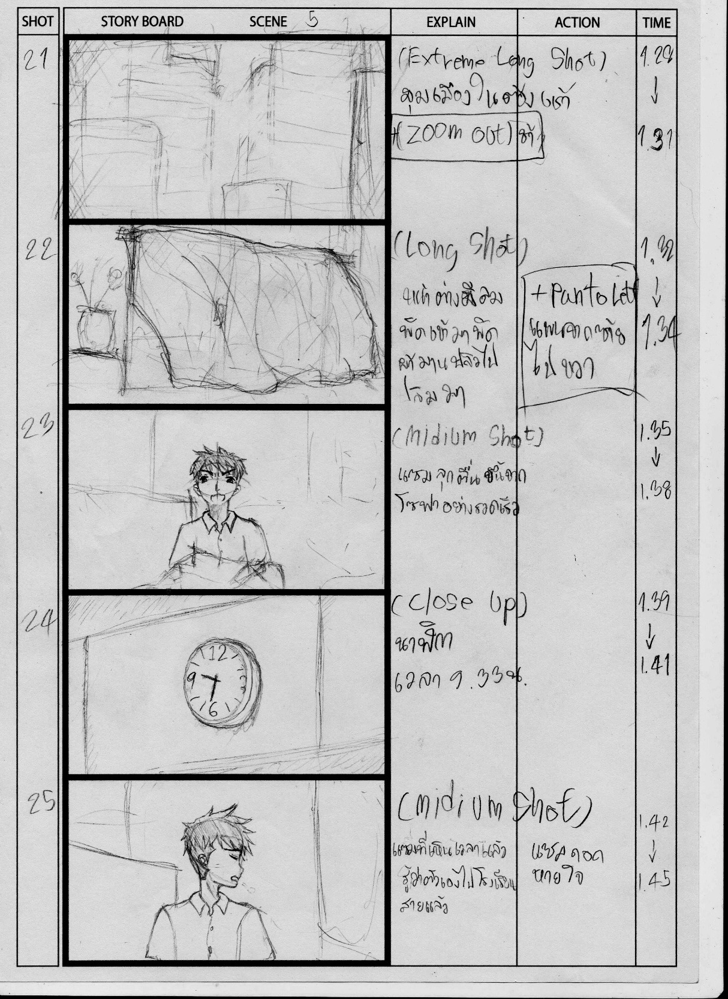 SHOT STORY BOARD SCENE 5 EXPLAIN ACTION TIME
21
(Extreme Long Shot)
มุมเมืองในตอนเช้า
+(Zoom out) ช้า
1.28
↓
1.31
22
(Long Shot)
หน้าต่างมีลม
พัดเข้ามาพัด
ผ้าม่านปลิวไป
+ Pan to Left
แพนจากซ้าย
ไปขวา
1.32
↓
1.34
23
(Midium Shot)
แซมลุกตื่นขึ้นจาก
โซฟาอย่างรวดเร็ว
1.35
↓
1.38
24
(Close Up)
นาฬิกา
เวลา 9.33น.
12
9
6
1.39
↓
1.41
25
(Midium Shot)
แซมที่เห็นเวลาแล้ว
รู้ว่าตัวเองไปโรงเรียน
สายแล้ว
แซมถอด
หายใจ
1.42
↓
1.45